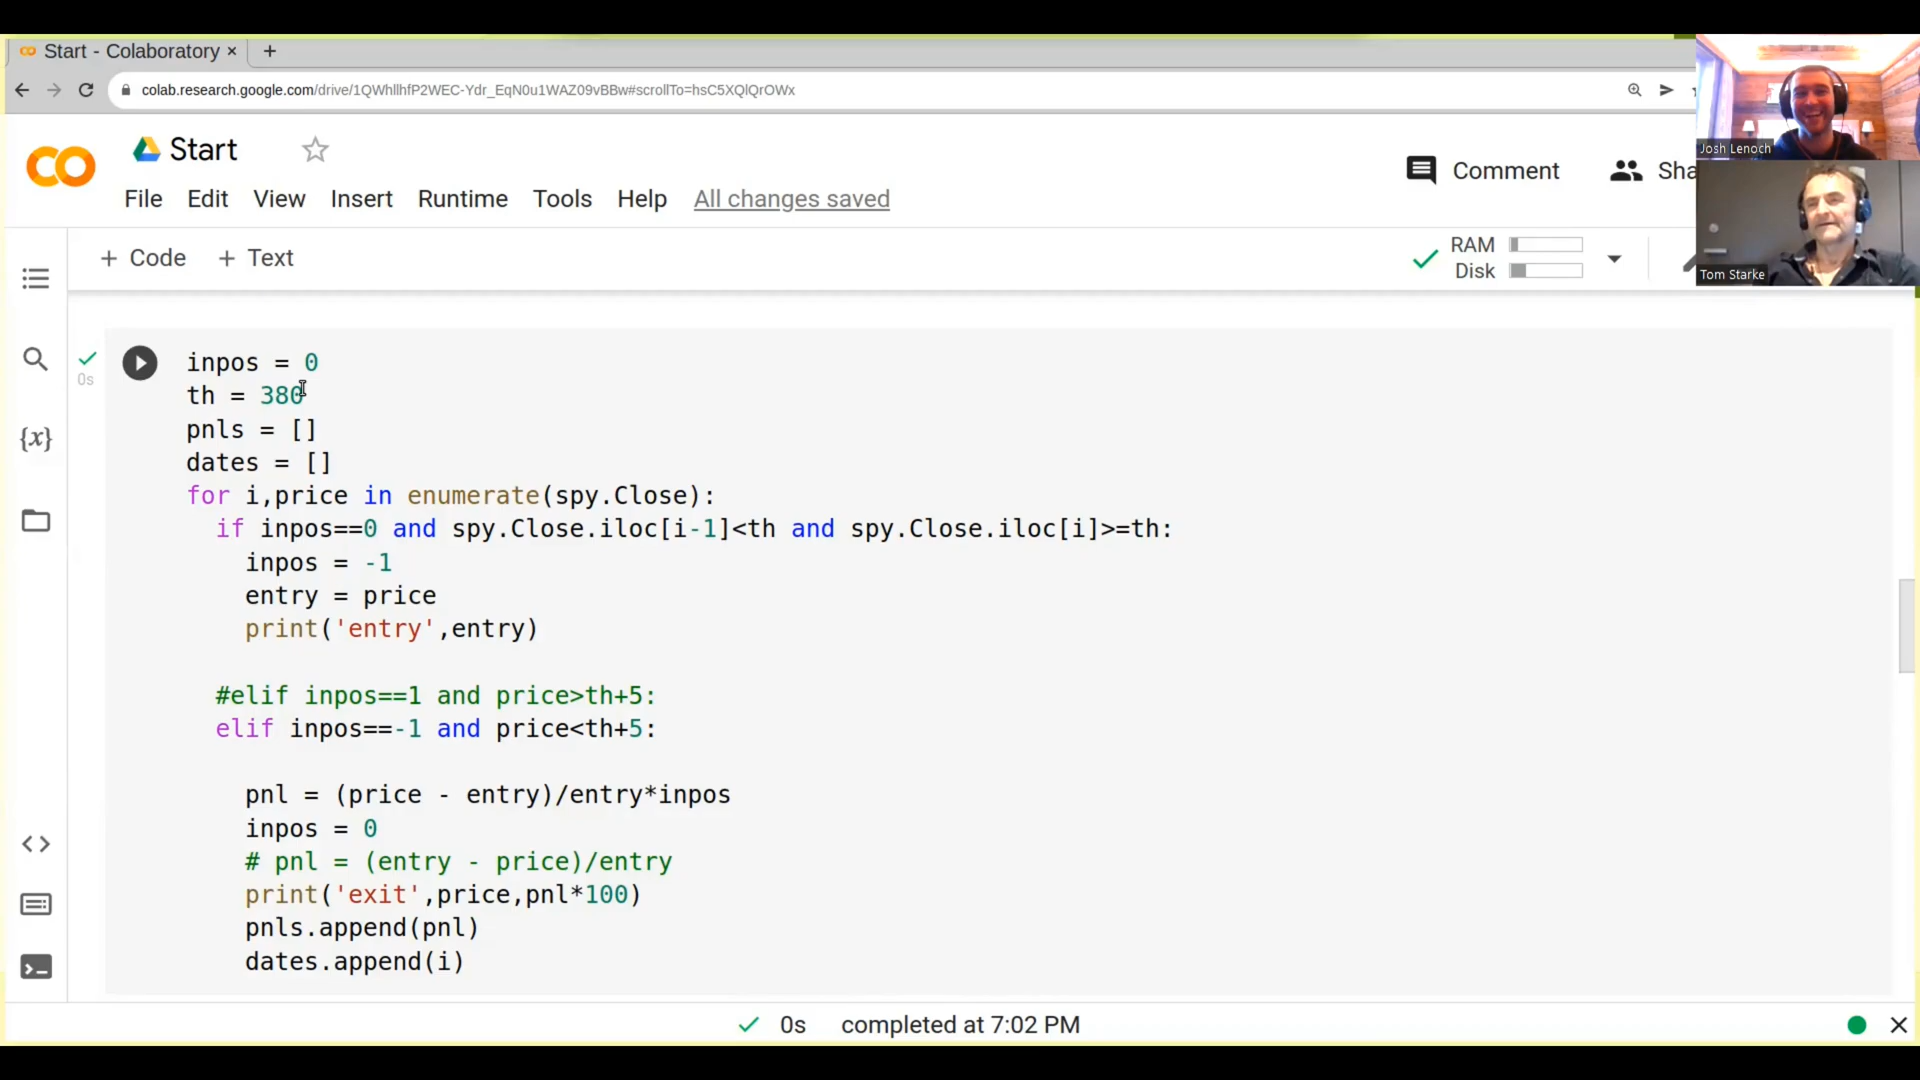 Start - Colaboratory × +
colab.research.google.com/drive/1QWhllhfP2WEC-Ydr_EqN0u1WAZ09vBBw#scrollTo=hsC5XQlQrOWx
Josh Lenoch
Start
Comment
Sha
File Edit View Insert Runtime Tools Help All changes saved
Tom Starke
+ Code + Text
RAM
Disk
0s
inpos = 0
th = 380
pnls = []
dates = []
for i,price in enumerate(spy.Close):
if inpos==0 and spy.Close.iloc[i-1]<th and spy.Close.iloc[i]>=th:
inpos = -1
entry = price
print('entry',entry)
#elif inpos==1 and price>th+5:
elif inpos==-1 and price<th+5:
pnl = (price - entry)/entry*inpos
inpos = 0
# pnl = (entry - price)/entry
print('exit',price,pnl*100)
pnls.append(pnl)
dates.append(i)
{x}
0s completed at 7:02 PM